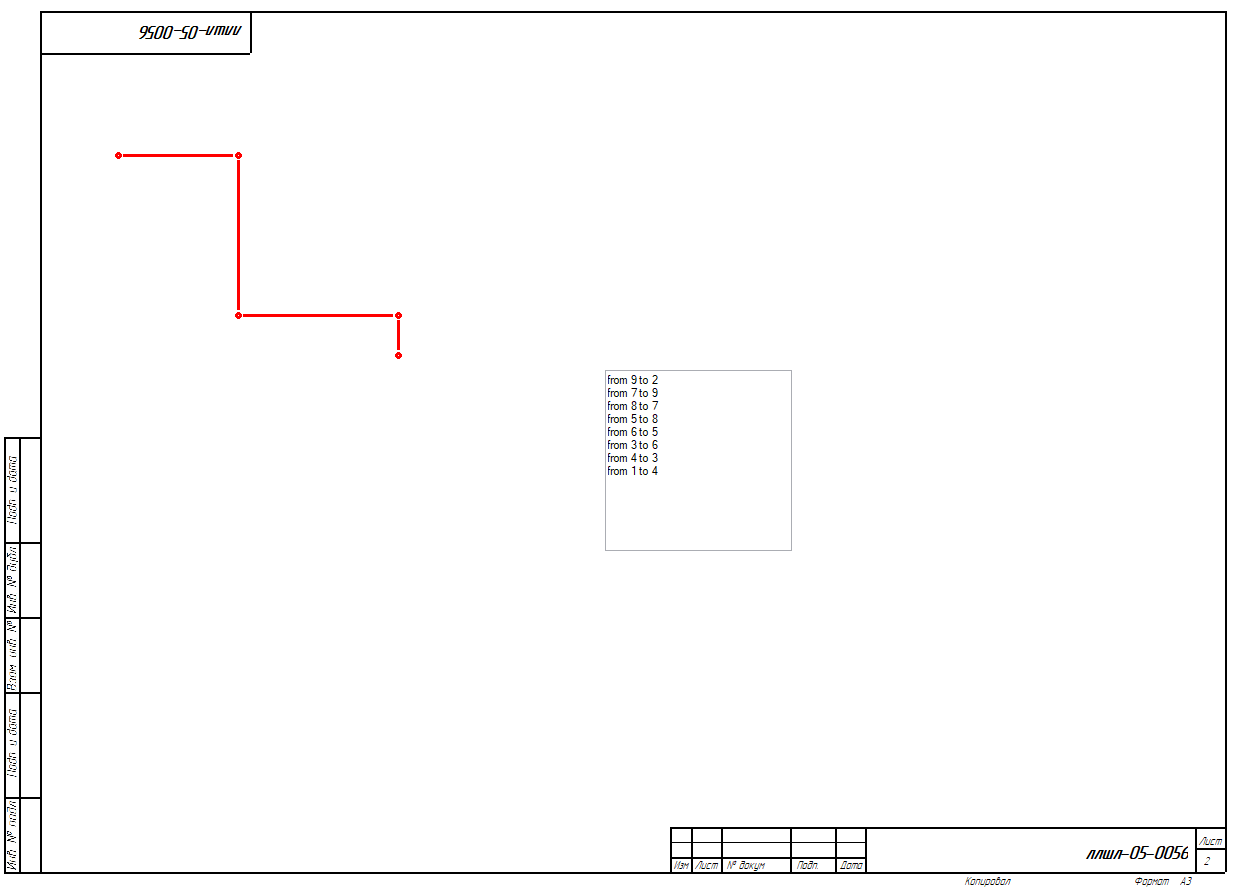 ллшл-05-0056
from 9 to 2
from 7 to 9
from 8 to 7
from 5 to 8
from 6 to 5
from 3 to 6
from 4 to 3
from 1 to 4
Подп. и дата
Инв. № дубл.
Взам. инв. №
Подп. и дата
Инв. № подл.
Изм Лист № докум Подп. Дата
ллшл-05-0056
Лист
2
Копировал Формат А3